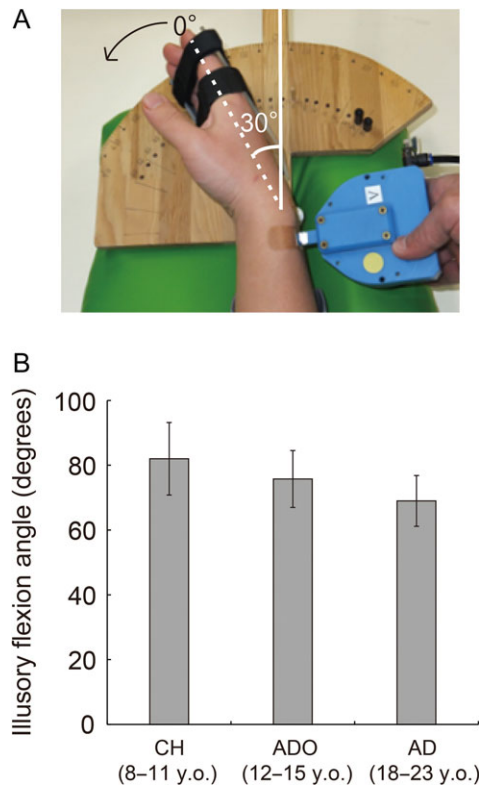 A
0°
30°
V
B
Illusory flexion angle (degrees)
100
80
60
40
20
0
CH
(8–11 y.o.)
ADO
(12–15 y.o.)
AD
(18–23 y.o.)